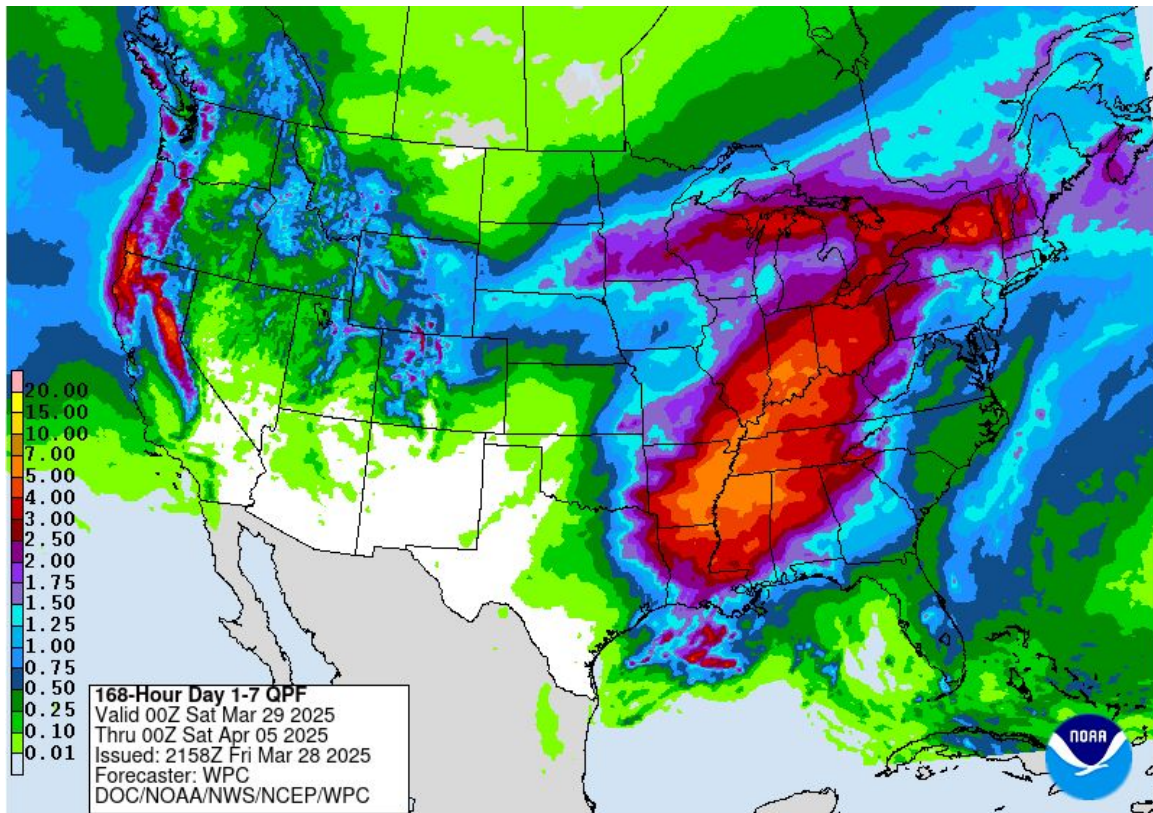 20.00
15.00
10.00
7.00
5.00
4.00
3.00
2.50
2.00
1.75
1.50
1.25
1.00
0.75
0.50
0.25
0.10
0.01
168-Hour Day 1-7 QPF
Valid 00Z Sat Mar 29 2025
Thru 00Z Sat Apr 05 2025
Issued: 2158Z Fri Mar 28 2025
Forecaster: WPC
DOC/NOAA/NWS/NCEP/WPC
NOAA